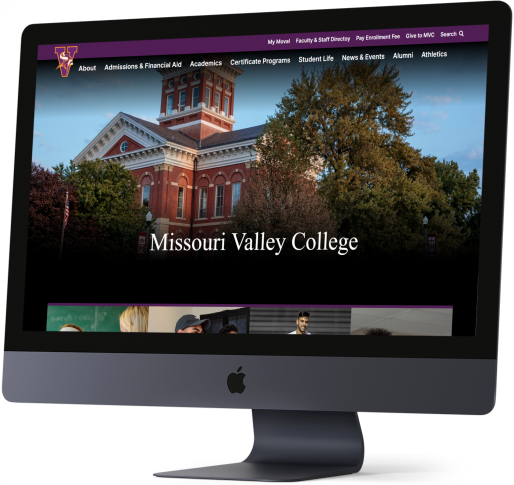 My Moval Faculty & Staff Directoy Pay Enrollment Fee Give to MVC Search
V
About Admissions & Financial Aid Academics Certificate Programs Student Life News & Events Alumni Athletics
Missouri Valley College